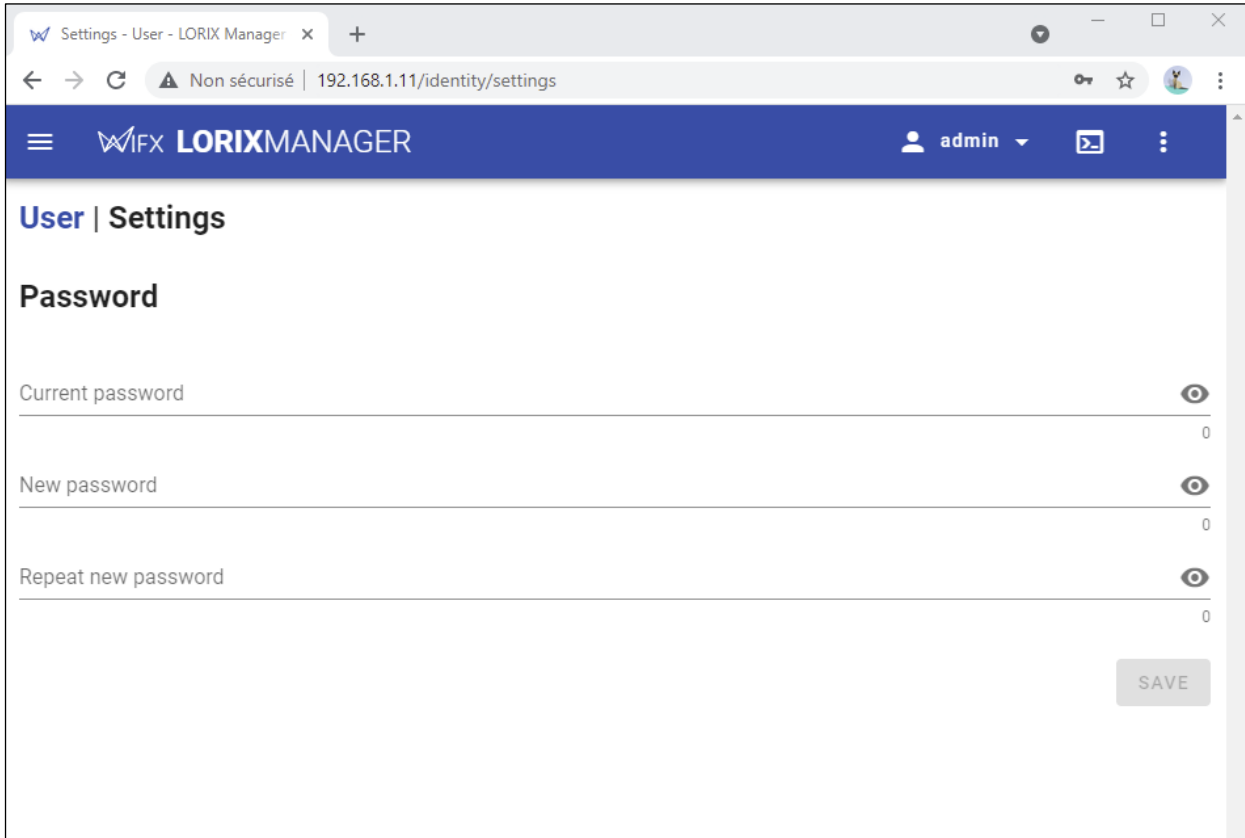 Settings - User - LORIX Manager
Non sécurisé | 192.168.1.11/identity/settings
WIFX LORIXMANAGER admin
User | Settings
Password
Current password
0
New password
0
Repeat new password
0
SAVE